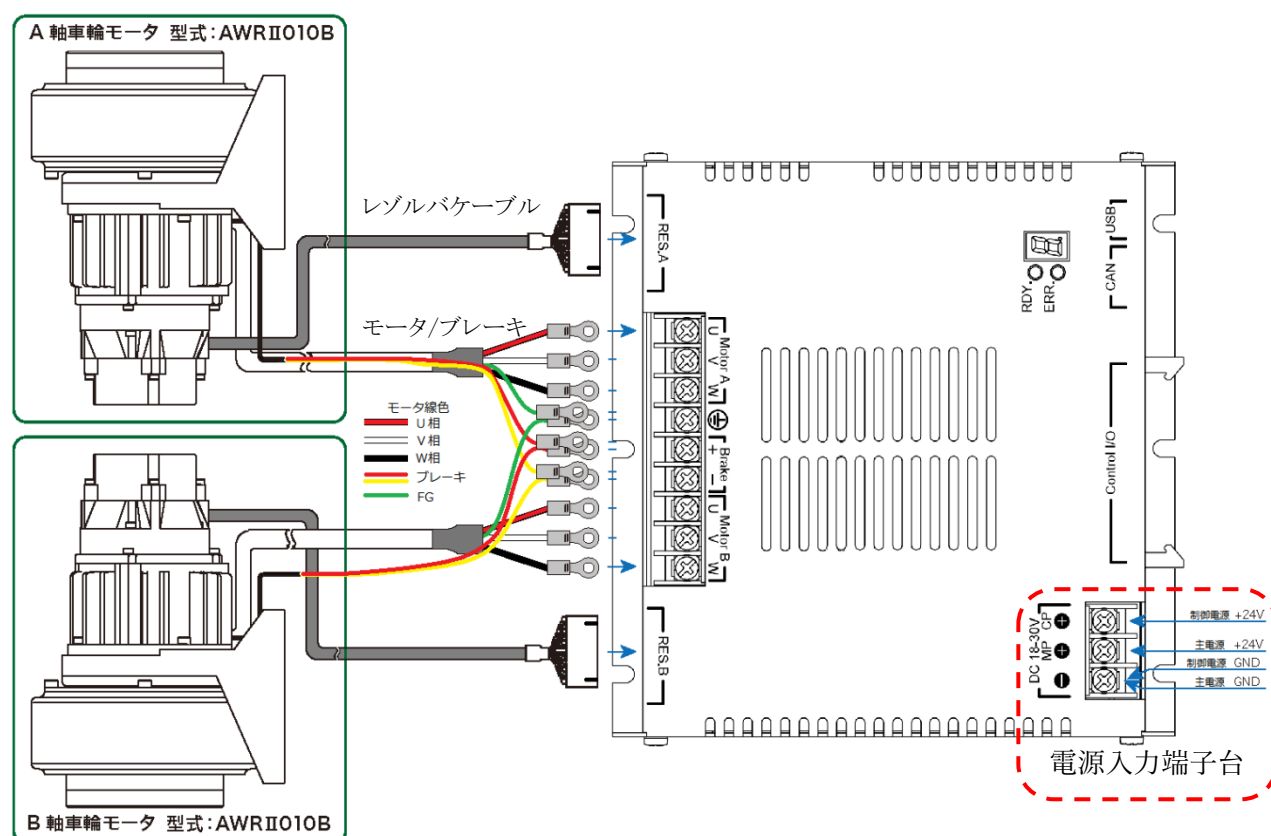 A 軸車輪モータ 型式:AWRⅡ010B
レゾルバケーブル
モータ/ブレーキ
モータ線色
U 相
V 相
W相
ブレーキ
FG
B 軸車輪モータ 型式:AWRⅡ010B
RES.A
U
V
W
Motor A
+
−
Brake
U
V
W
Motor B
RES.B
RDY.
ERR.
USB
CAN
Control I/O
DC 18-30V
CP
MP
制御電源 +24V
主電源 +24V
制御電源 GND
主電源 GND
電源入力端子台